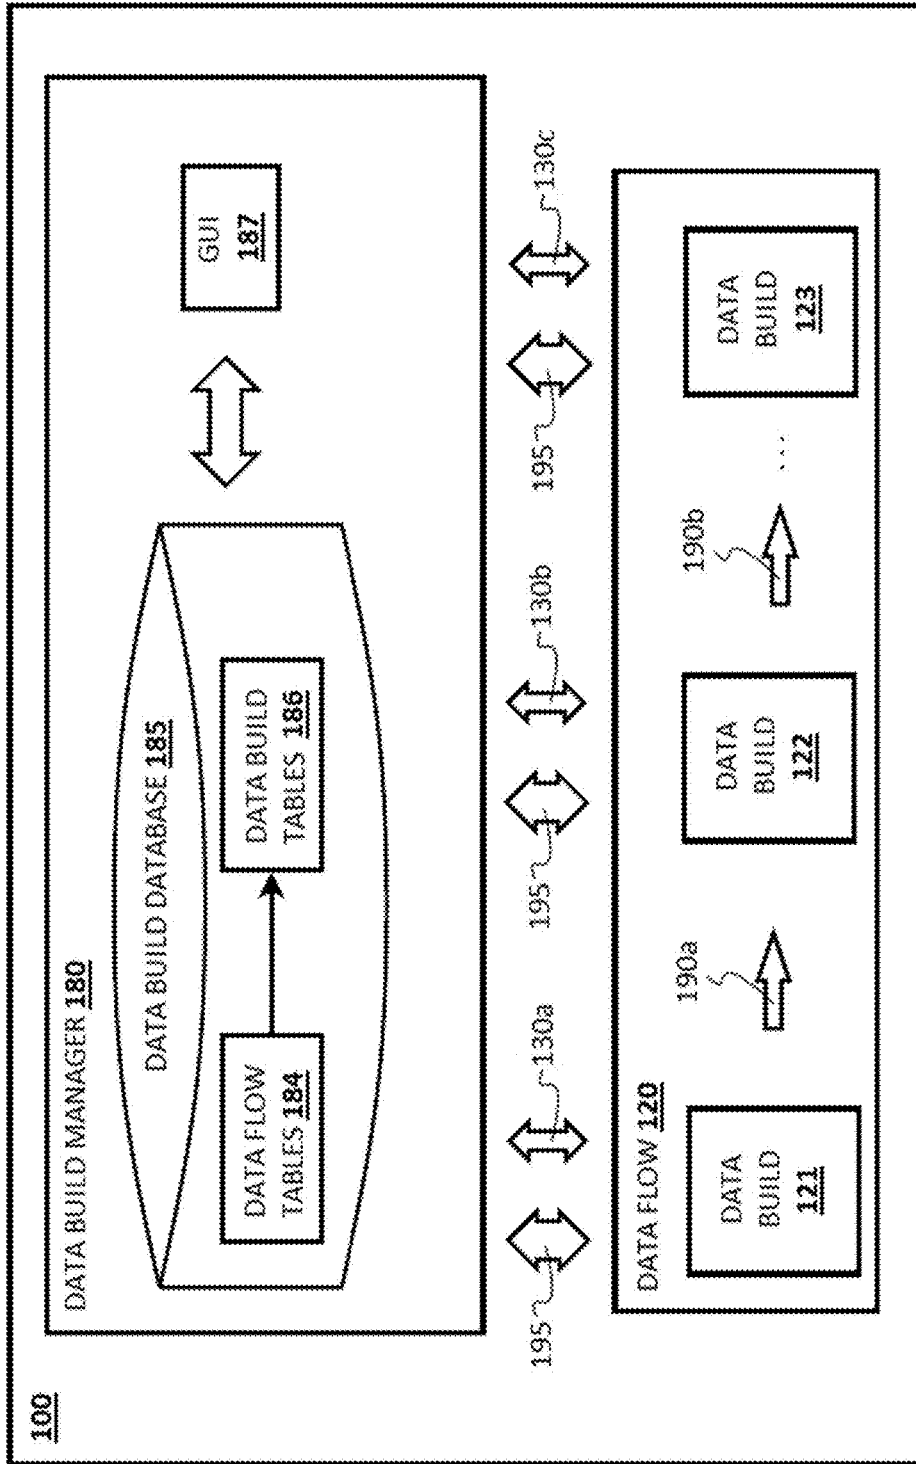 100
DATA BUILD MANAGER 180
DATA BUILD DATABASE 185
DATA FLOW
TABLES 184
DATA BUILD
TABLES 186
GUI
187
195
130a
195
130b
195
130c
DATA FLOW 120
DATA
BUILD
121
190a
DATA
BUILD
122
190b
...
DATA
BUILD
123